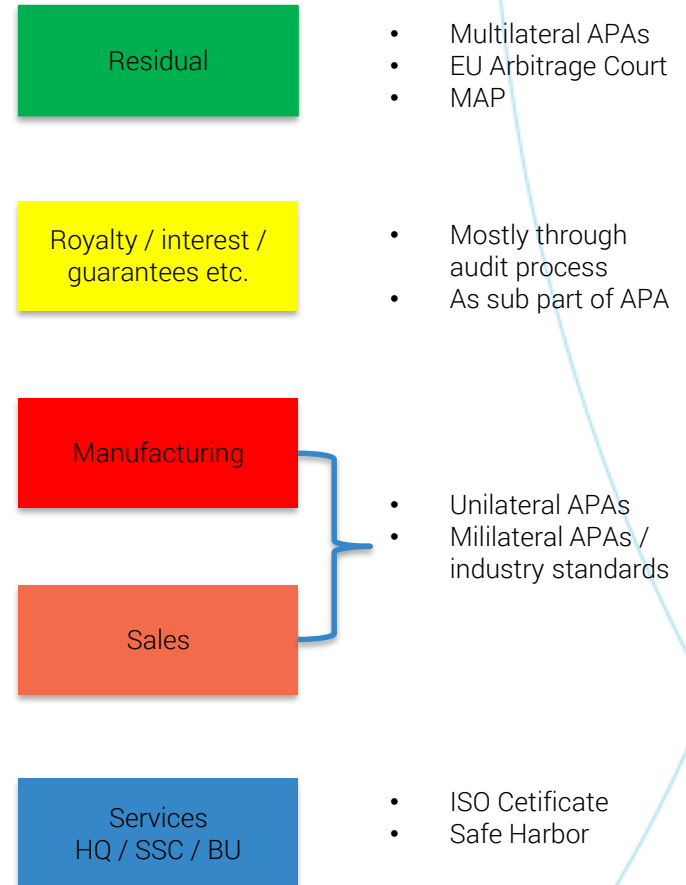 Residual
• Multilateral APAs
• EU Arbitrage Court
• MAP
Royalty / interest /
guarantees etc.
• Mostly through
audit process
• As sub part of APA
Manufacturing
Sales
• Unilateral APAs
• Mililateral APAs /
industry standards
Services
HQ / SSC / BU
• ISO Cetificate
• Safe Harbor